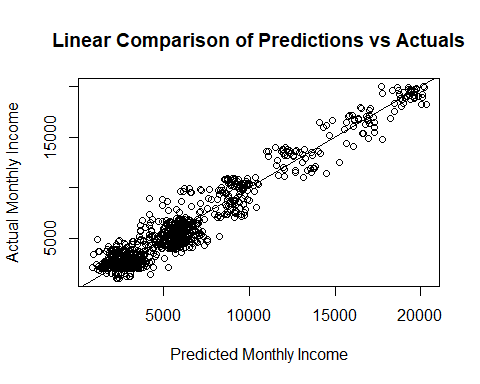 Linear Comparison of Predictions vs Actuals
Actual Monthly Income
15000
5000
5000 10000 15000 20000
Predicted Monthly Income